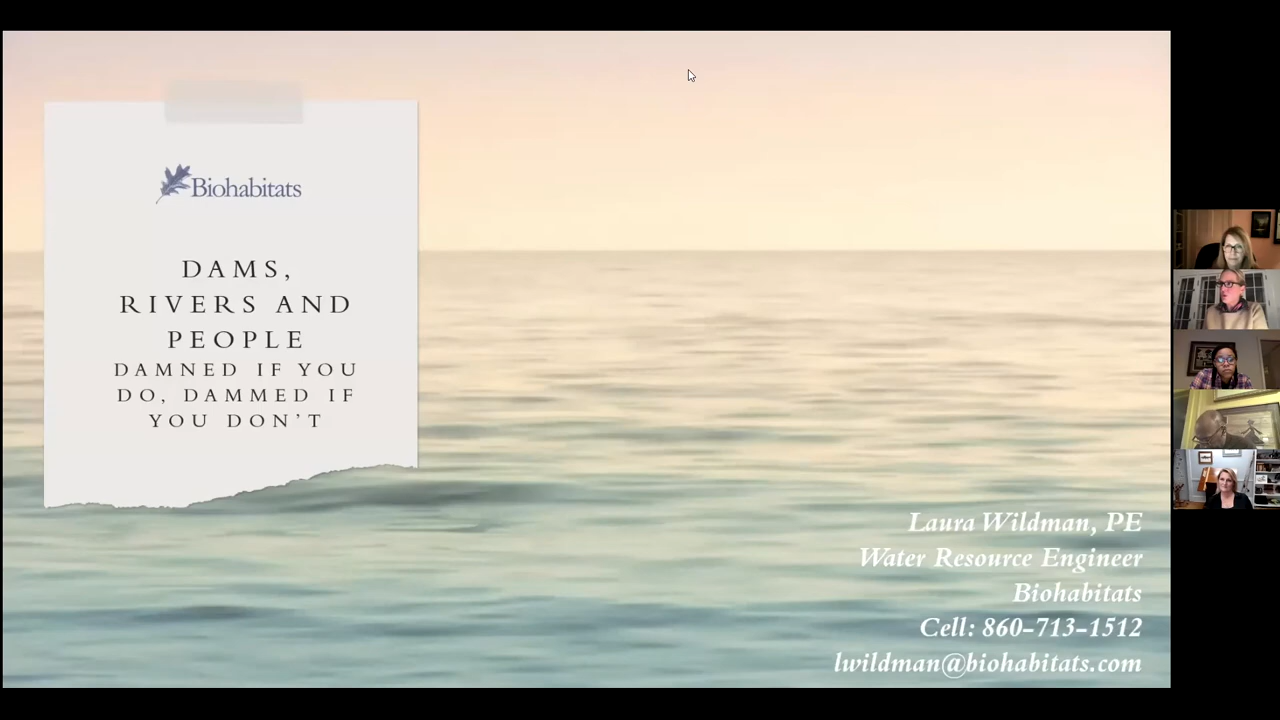 Biohabitats
DAMS,
RIVERS AND
PEOPLE
DAMNED IF YOU
DO, DAMMED IF
YOU DON'T
Laura Wildman, PE
Water Resource Engineer
Biohabitats
Cell: 860-713-1512
lwildman@biohabitats.com